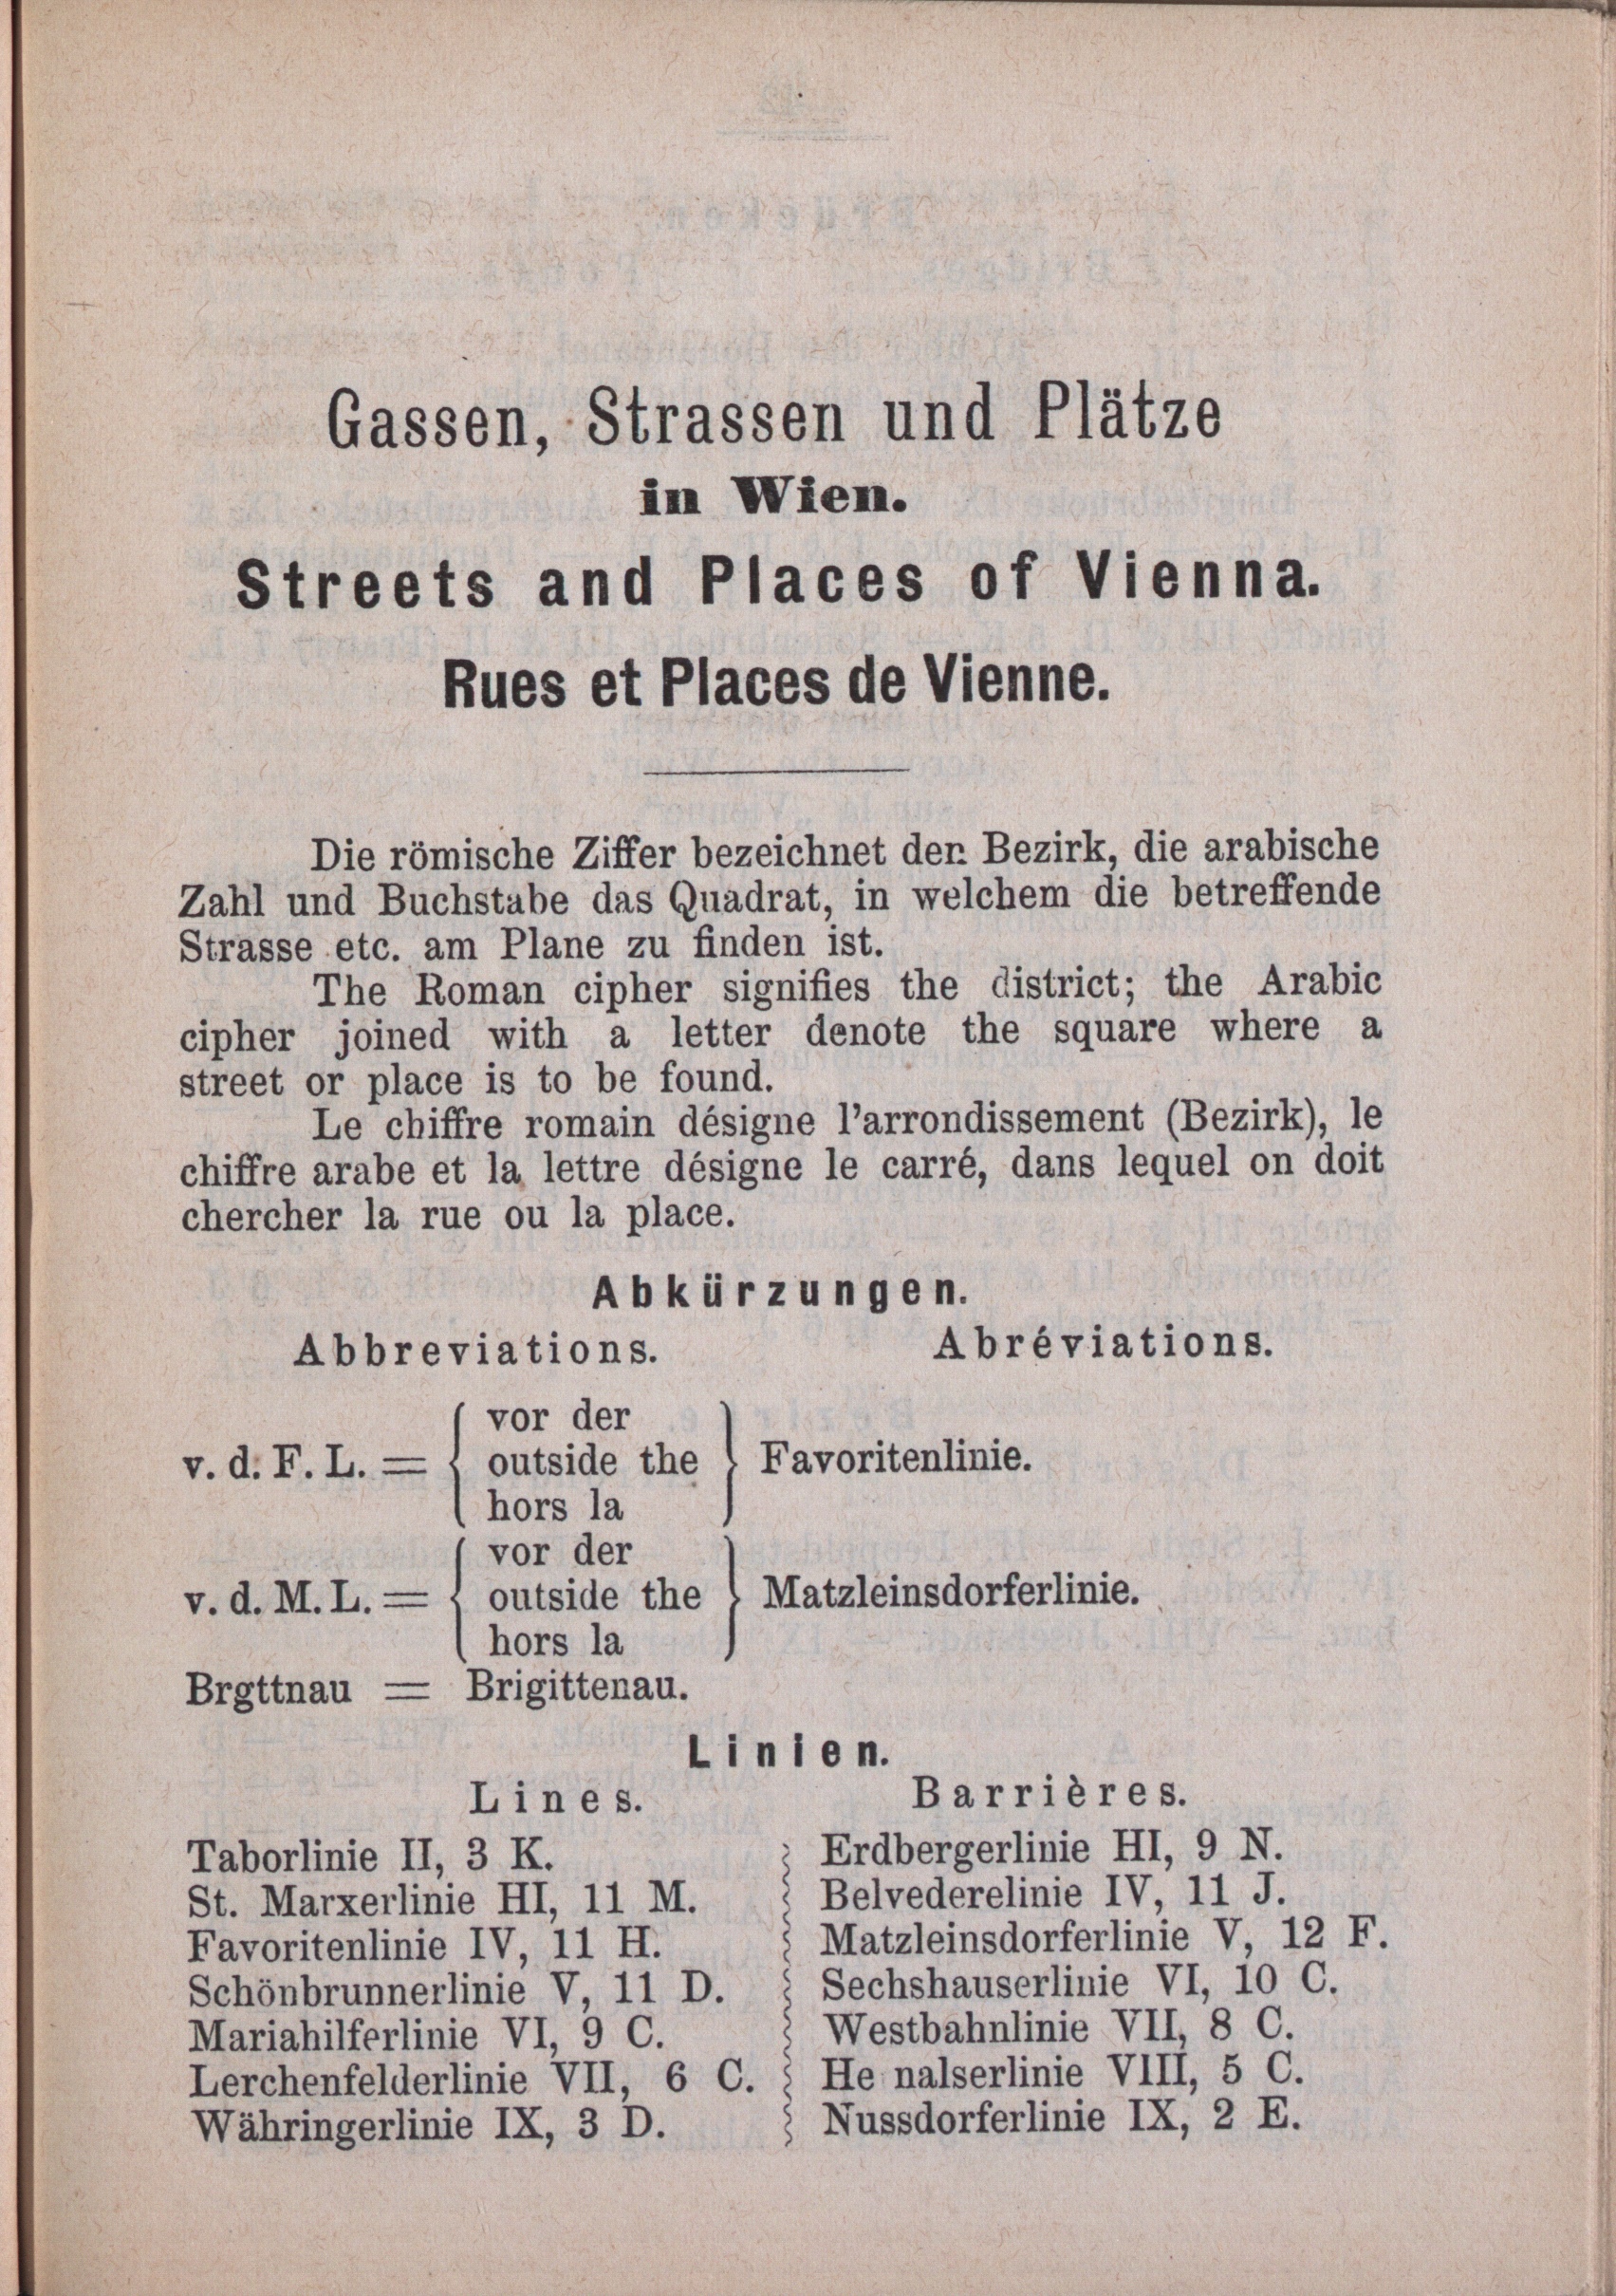 Gassen, Strassen und Plätze
in Wien.
Streets and Places of Vienna.
Rues et Places de Vienne.
Die römische Ziffer bezeichnet den Bezirk, die arabische
Zahl und Buchstabe das Quadrat, in welchem die betreffende
Strasse etc. am Plane zu finden ist.
The Roman cipher signifies the district; the Arabic
cipher joined with a letter denote the square where a
street or place is to be found.
Le chiffre romain désigne l'arrondissement (Bezirk), le
chiffre arabe et la lettre désigne le carré, dans lequel on doit
chercher la rue ou la place.
Abkürzungen.
Abbreviations. Abréviations.
vor der
v. d. F. L. = { outside the } Favoritenlinie.
hors la
vor der
v. d. M. L. = { outside the } Matzleinsdorferlinie.
hors la
Brgttnau = Brigittenau.
Linien.
Lines. Barrières.
Taborlinie II, 3 K.
St. Marxerlinie HI, 11 M.
Favoritenlinie IV, 11 H.
Schönbrunnerlinie V, 11 D.
Mariahilferlinie VI, 9 C.
Lerchenfelderlinie VII, 6 C.
Währingerlinie IX, 3 D.
Erdbergerlinie HI, 9 N.
Belvederelinie IV, 11 J.
Matzleinsdorferlinie V, 12 F.
Sechshauserlinie VI, 10 C.
Westbahnlinie VII, 8 C.
He nalserlinie VIII, 5 C.
Nussdorferlinie IX, 2 E.